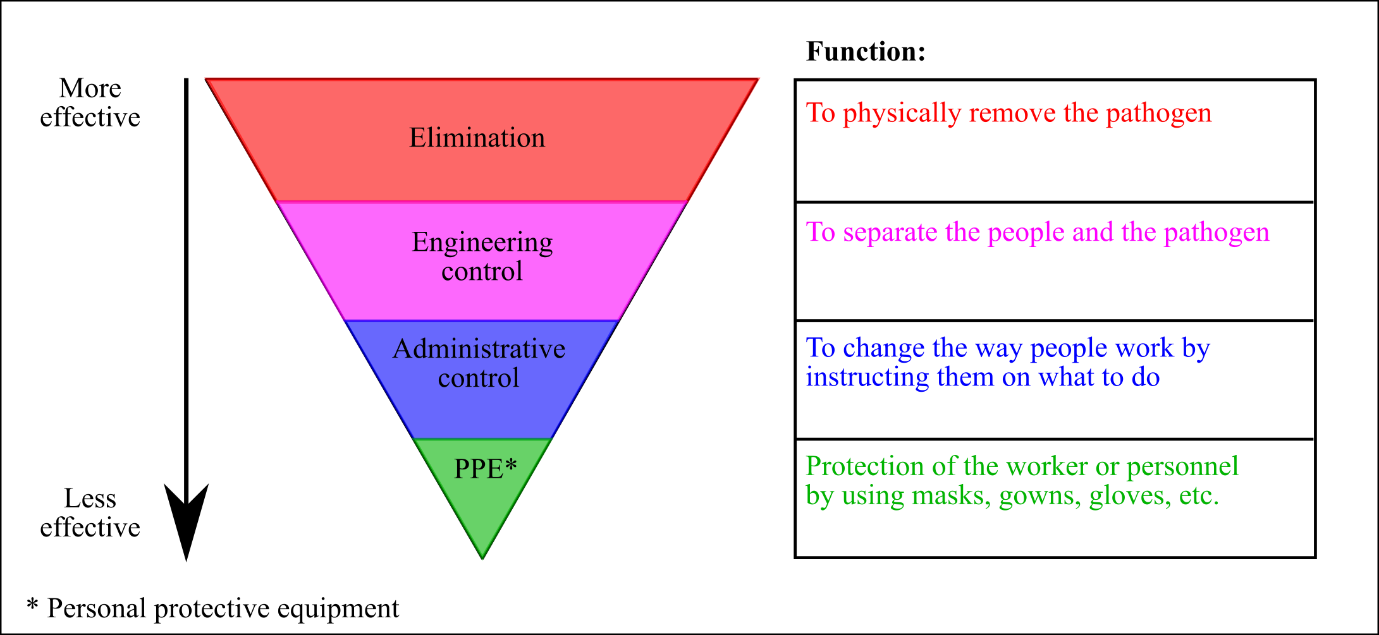 Function:
More
effective
Elimination
To physically remove the pathogen
Engineering
control
To separate the people and the pathogen
Administrative
control
To change the way people work by
instructing them on what to do
PPE*
Protection of the worker or personnel
by using masks, gowns, gloves, etc.
Less
effective
* Personal protective equipment